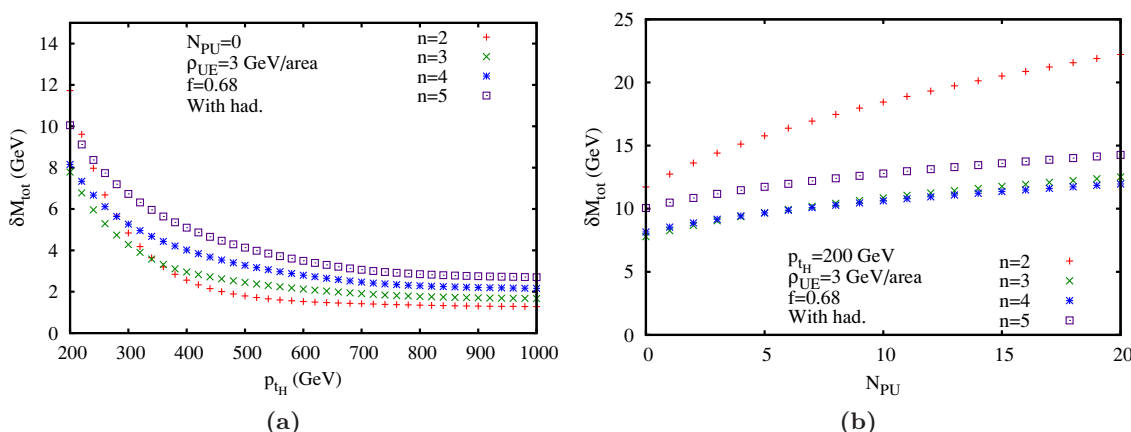 14
12
10
8
6
4
2
0
δM_tot (GeV)
N_PU=0
ρ_UE=3 GeV/area
f=0.68
With had.
n=2
n=3
n=4
n=5
200 300 400 500 600 700 800 900 1000
p_tH (GeV)
(a)
25
20
15
10
5
0
δM_tot (GeV)
p_tH=200 GeV
ρ_UE=3 GeV/area
f=0.68
With had.
n=2
n=3
n=4
n=5
0 5 10 15 20
N_PU
(b)